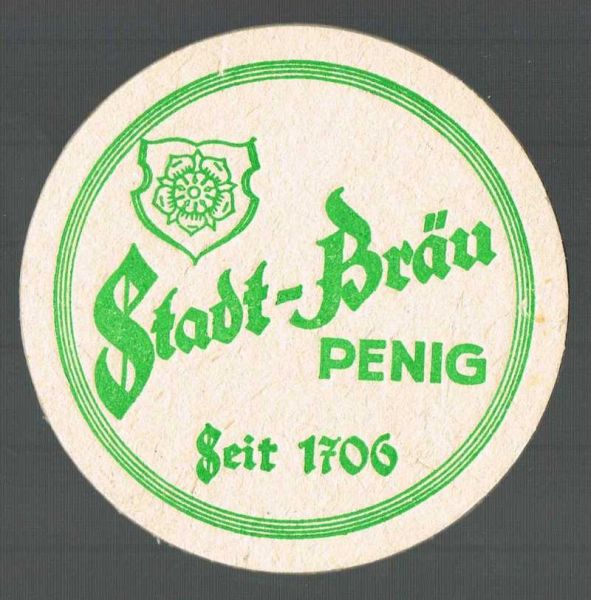 Stadt-Bräu
PENIG
Seit 1706